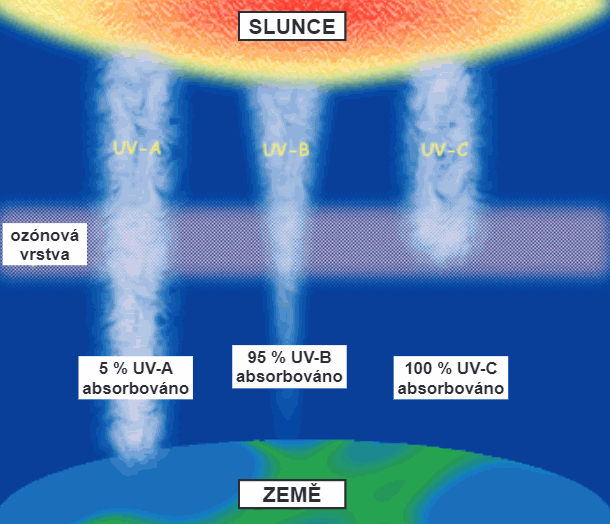 SLUNCE
UV-A
UV-B
UV-C
ozónová
vrstva
5 % UV-A
absorbováno
95 % UV-B
absorbováno
100 % UV-C
absorbováno
ZEMĚ